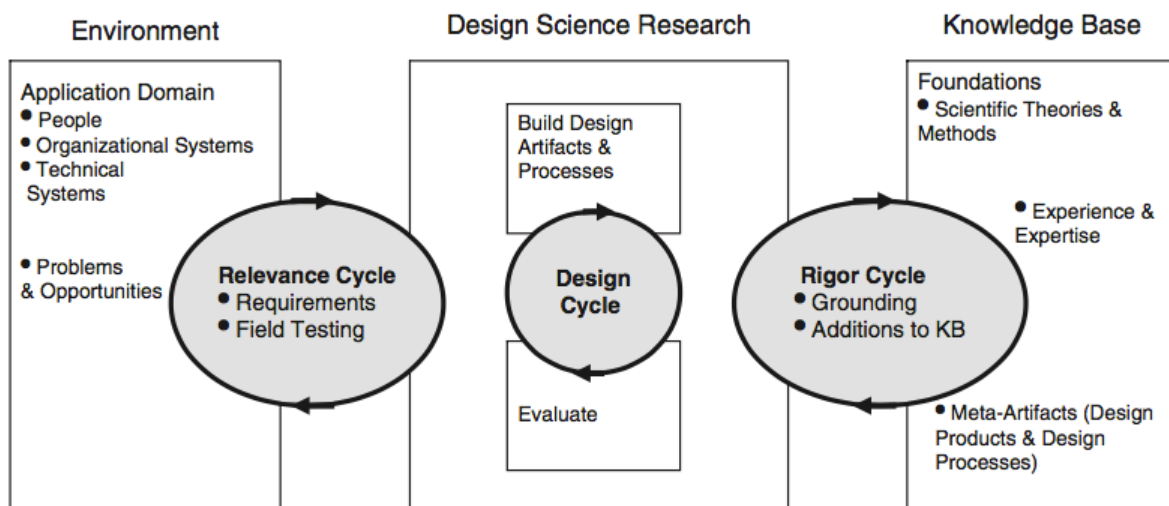 Environment
Design Science Research
Knowledge Base
Application Domain
• People
• Organizational Systems
• Technical
Systems
• Problems
& Opportunities
Relevance Cycle
• Requirements
• Field Testing
Build Design
Artifacts &
Processes
Design
Cycle
Evaluate
Rigor Cycle
• Grounding
• Additions to KB
Foundations
• Scientific Theories &
Methods
• Experience &
Expertise
• Meta-Artifacts (Design
Products & Design
Processes)